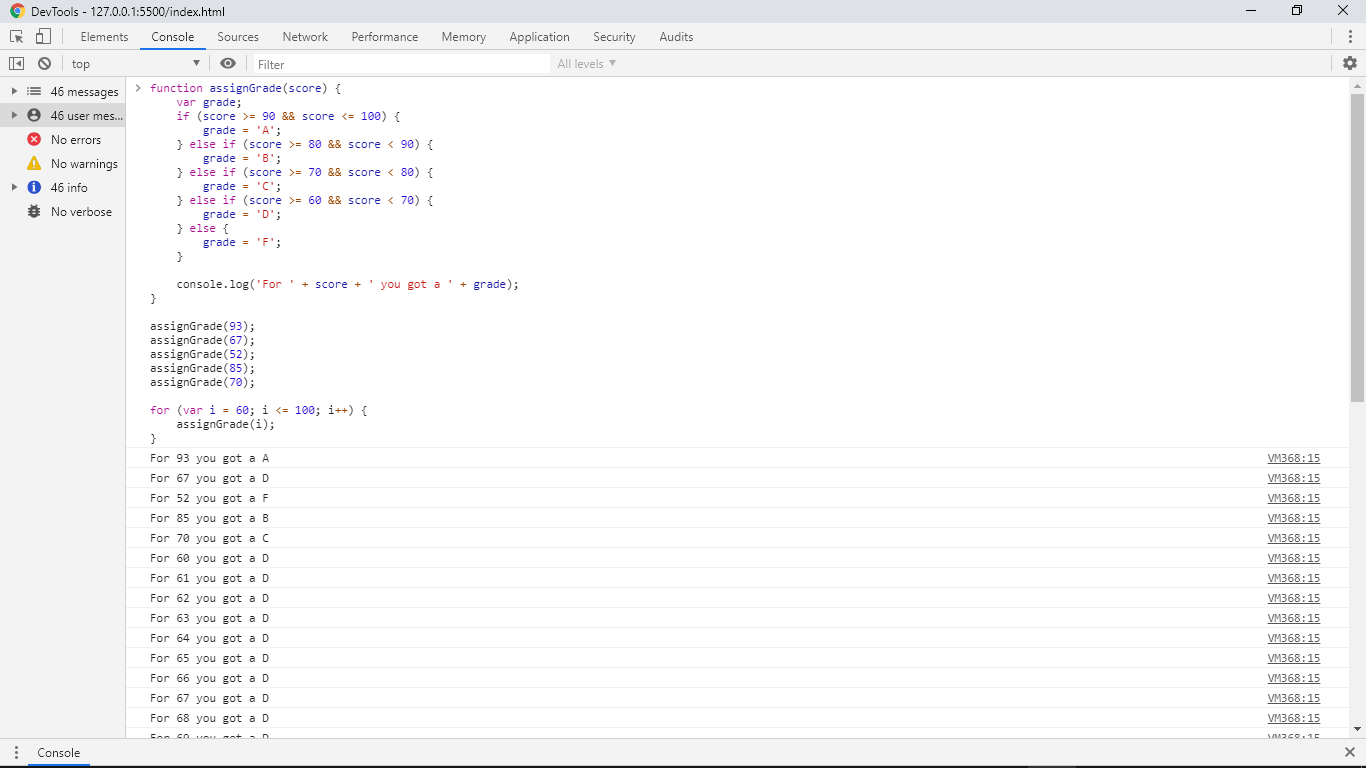 DevTools - 127.0.0.1:5500/index.html
Elements Console Sources Network Performance Memory Application Security Audits
top Filter All levels
46 messages
46 user mes...
No errors
No warnings
46 info
No verbose
function assignGrade(score) {
    var grade;
    if (score >= 90 && score <= 100) {
        grade = 'A';
    } else if (score >= 80 && score < 90) {
        grade = 'B';
    } else if (score >= 70 && score < 80) {
        grade = 'C';
    } else if (score >= 60 && score < 70) {
        grade = 'D';
    } else {
        grade = 'F';
    }
    console.log('For ' + score + ' you got a ' + grade);
}
assignGrade(93);
assignGrade(67);
assignGrade(52);
assignGrade(85);
assignGrade(70);
for (var i = 60; i <= 100; i++) {
    assignGrade(i);
}
For 93 you got a A VM368:15
For 67 you got a D VM368:15
For 52 you got a F VM368:15
For 85 you got a B VM368:15
For 70 you got a C VM368:15
For 60 you got a D VM368:15
For 61 you got a D VM368:15
For 62 you got a D VM368:15
For 63 you got a D VM368:15
For 64 you got a D VM368:15
For 65 you got a D VM368:15
For 66 you got a D VM368:15
For 67 you got a D VM368:15
For 68 you got a D VM368:15
For 69 you got a D VM368:15
Console